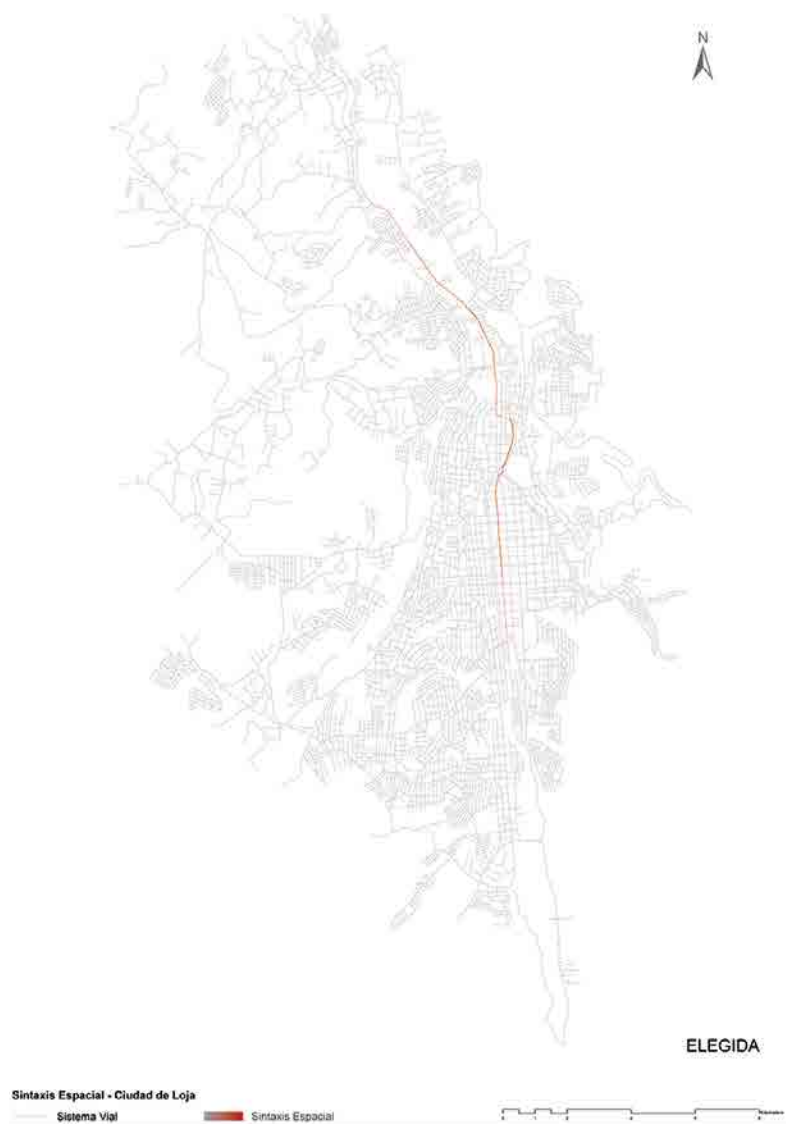 N
ELEGIDA
Sintaxis Espacial - Ciudad de Loja
Sistema Vial
Sintaxis Espacial